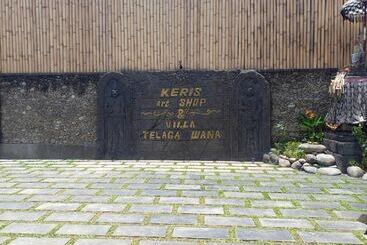 KERIS
ART SHOP
&
VILLA
TELAGA WANA